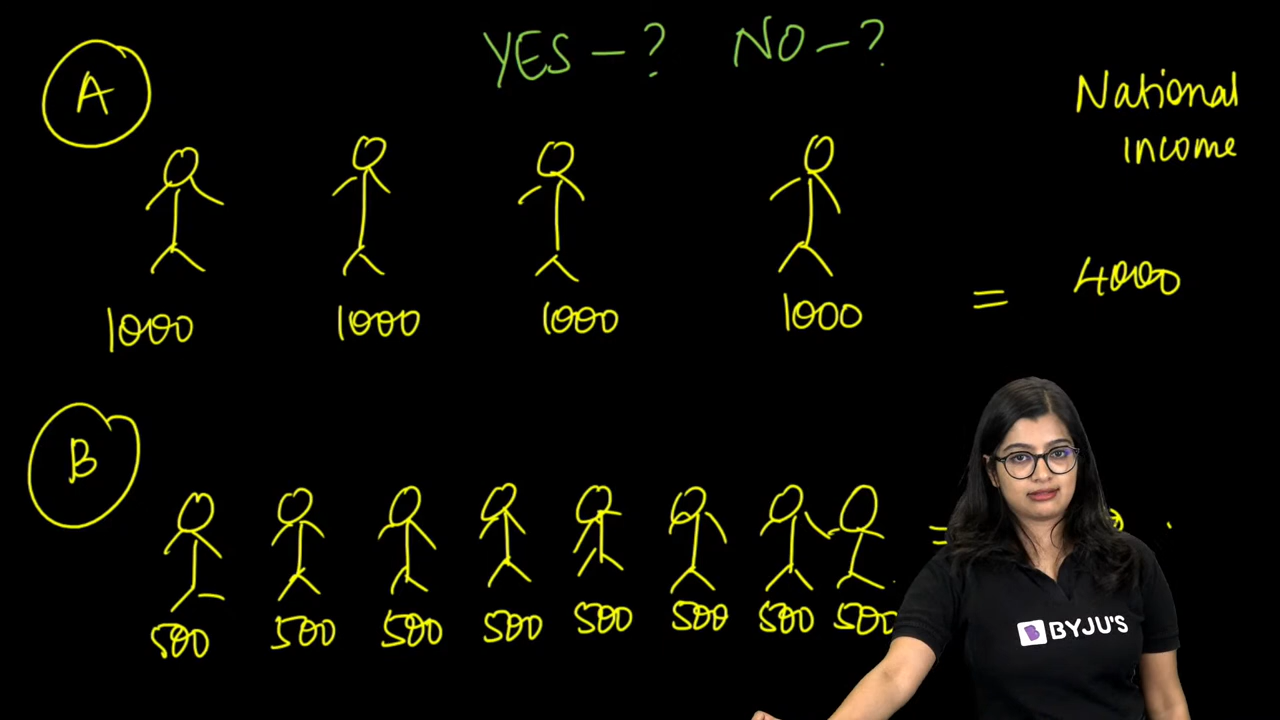 YES – ? NO – ?
A
National
income
1000 1000 1000 1000
= 4000
B
=
500 500 500 500 500 500 500 500
BYJU'S